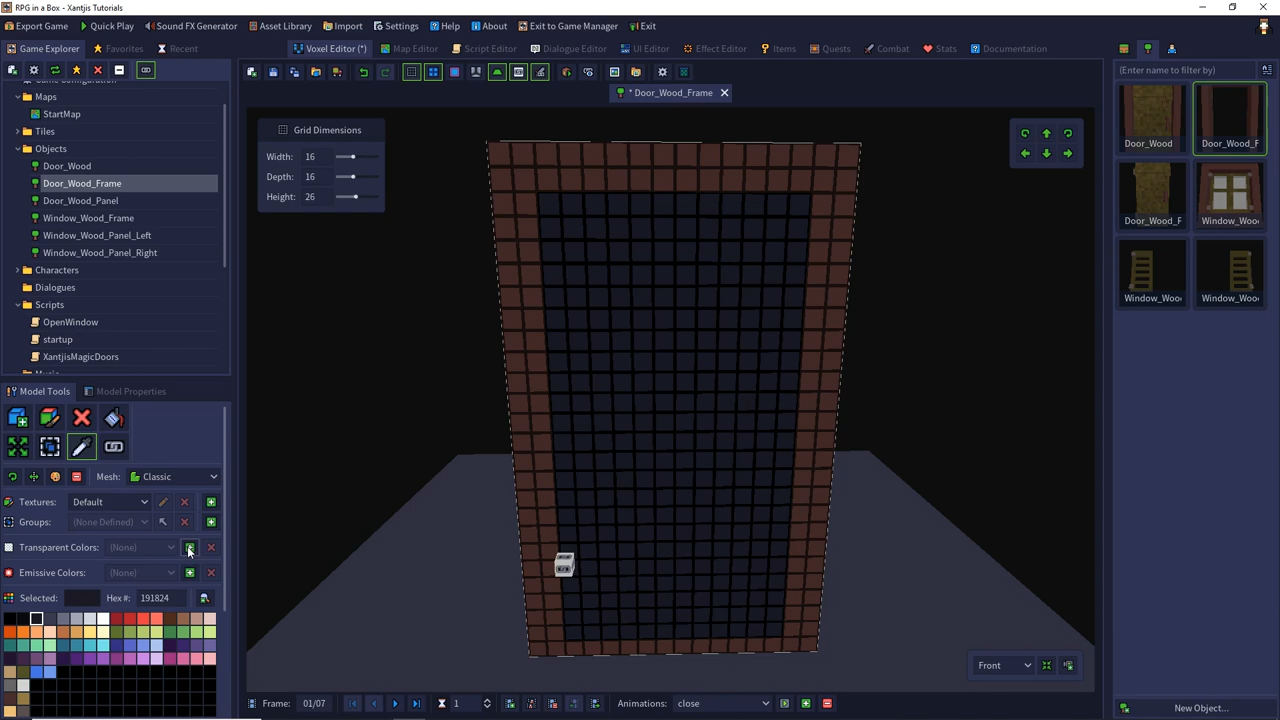 RPG in a Box - Xantjis Tutorials
Export Game
Quick Play
Sound FX Generator
Asset Library
Import
Settings
Help
About
Exit to Game Manager
Exit
Game Explorer
Favorites
Recent
Voxel Editor (*)
Map Editor
Script Editor
Dialogue Editor
UI Editor
Effect Editor
Items
Quests
Combat
Stats
Documentation
* Door_Wood_Frame
Maps
StartMap
Tiles
Objects
Door_Wood
Door_Wood_Frame
Door_Wood_Panel
Window_Wood_Frame
Window_Wood_Panel_Left
Window_Wood_Panel_Right
Characters
Dialogues
Scripts
OpenWindow
startup
XantjisMagicDoors
Grid Dimensions
Width: 16
Depth: 16
Height: 26
(Enter name to filter by)
Door_Wood
Door_Wood_F
Door_Wood_F
Window_Woo
Window_Woo
Window_Woo
New Object...
Model Tools
Model Properties
Mesh: Classic
Textures: Default
Groups: (None Defined)
Transparent Colors: (None)
Emissive Colors: (None)
Selected: Hex #: 191824
Front
Frame: 01/07
1
Animations: close